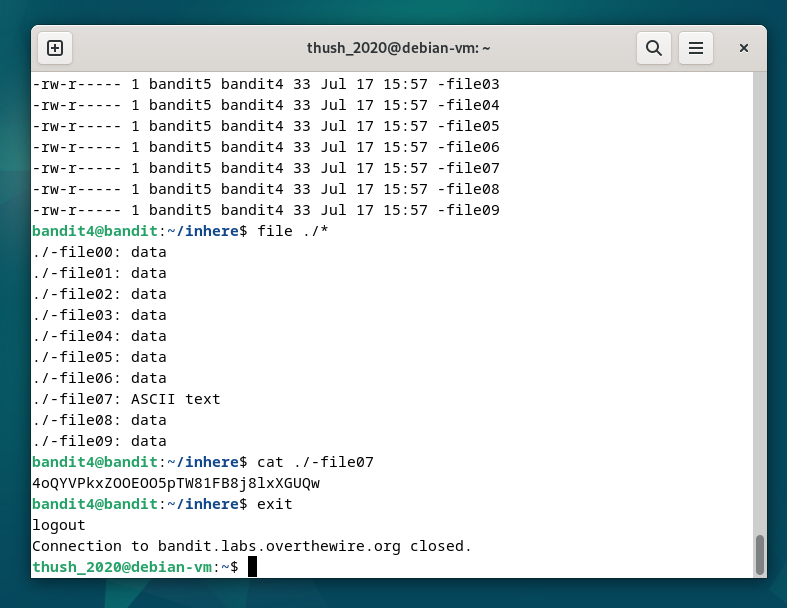 thush_2020@debian-vm: ~
-rw-r----- 1 bandit5 bandit4 33 Jul 17 15:57 -file03
-rw-r----- 1 bandit5 bandit4 33 Jul 17 15:57 -file04
-rw-r----- 1 bandit5 bandit4 33 Jul 17 15:57 -file05
-rw-r----- 1 bandit5 bandit4 33 Jul 17 15:57 -file06
-rw-r----- 1 bandit5 bandit4 33 Jul 17 15:57 -file07
-rw-r----- 1 bandit5 bandit4 33 Jul 17 15:57 -file08
-rw-r----- 1 bandit5 bandit4 33 Jul 17 15:57 -file09
bandit4@bandit:~/inhere$ file ./*
./-file00: data
./-file01: data
./-file02: data
./-file03: data
./-file04: data
./-file05: data
./-file06: data
./-file07: ASCII text
./-file08: data
./-file09: data
bandit4@bandit:~/inhere$ cat ./-file07
4oQYVPkxZOOEOO5pTW81FB8j8lxXGUQw
bandit4@bandit:~/inhere$ exit
logout
Connection to bandit.labs.overthewire.org closed.
thush_2020@debian-vm:~$